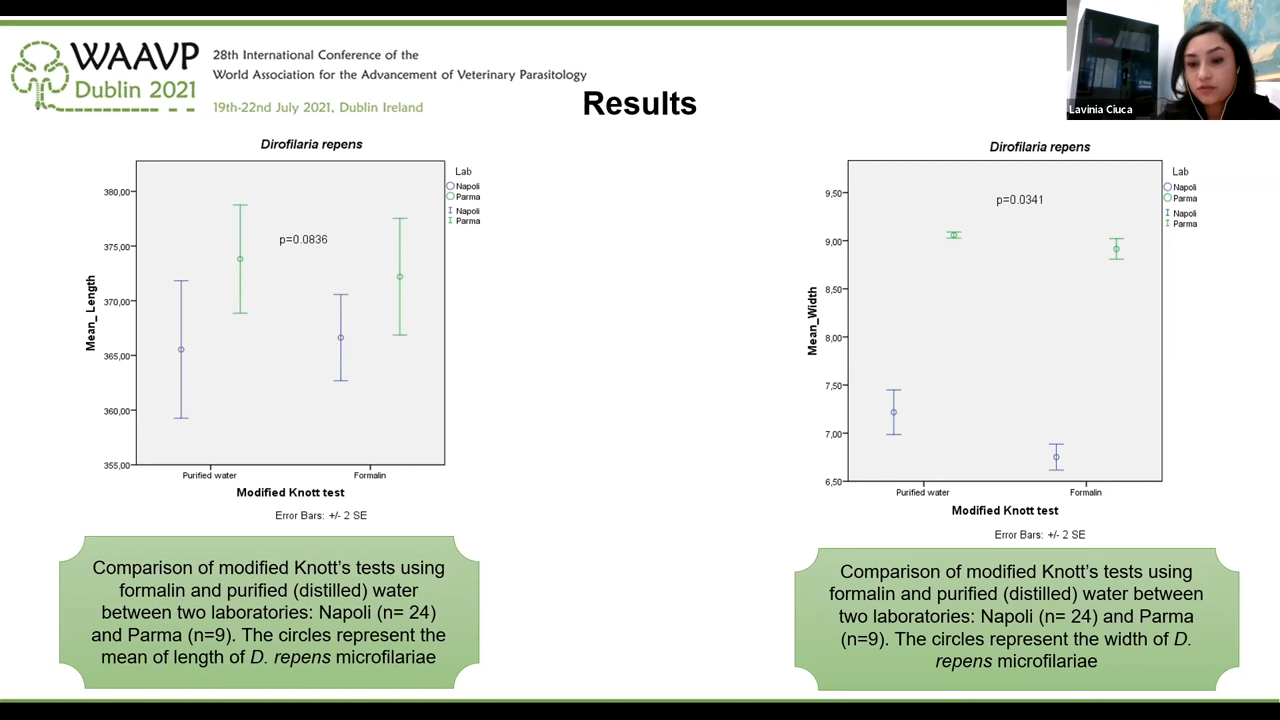 WAAVP
Dublin 2021
28th International Conference of the
World Association for the Advancement of Veterinary Parasitology
19th-22nd July 2021, Dublin Ireland
Results
Lavinia Ciuca
Dirofilaria repens
Lab
Napoli
Parma
Napoli
Parma
p=0.0836
380,00
375,00
370,00
365,00
360,00
355,00
Mean_ Length
Purified water
Formalin
Modified Knott test
Error Bars: +/- 2 SE
Comparison of modified Knott's tests using
formalin and purified (distilled) water
between two laboratories: Napoli (n= 24)
and Parma (n=9). The circles represent the
mean of length of D. repens microfilariae
Dirofilaria repens
Lab
Napoli
Parma
Napoli
Parma
p=0.0341
9,50
9,00
8,50
8,00
7,50
7,00
6,50
Mean_Width
Purified water
Formalin
Modified Knott test
Error Bars: +/- 2 SE
Comparison of modified Knott's tests using
formalin and purified (distilled) water between
two laboratories: Napoli (n= 24) and Parma
(n=9). The circles represent the width of D.
repens microfilariae